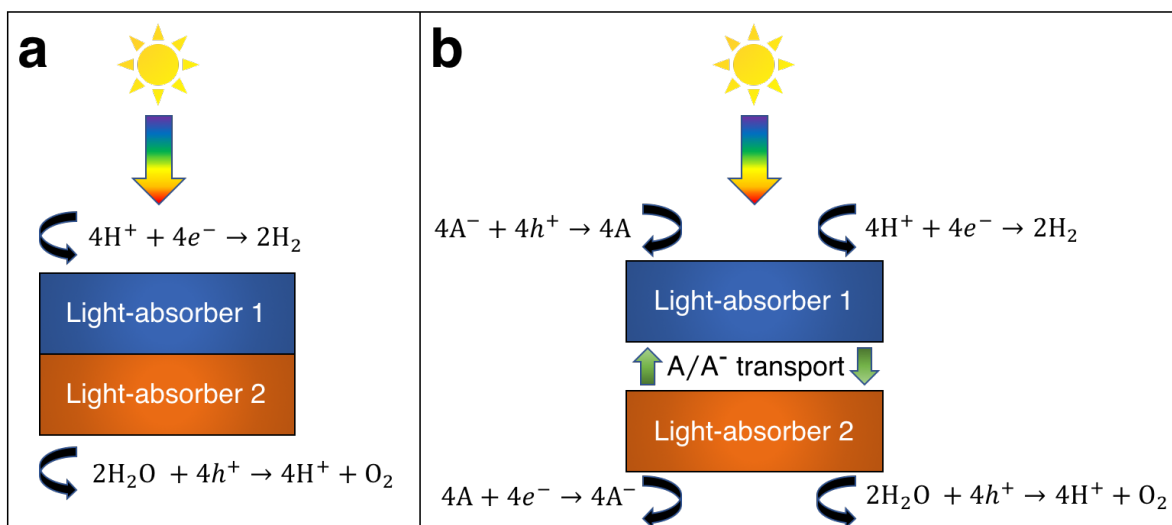 a
4H⁺ + 4e⁻ → 2H₂
Light-absorber 1
Light-absorber 2
2H₂O + 4h⁺ → 4H⁺ + O₂
b
4A⁻ + 4h⁺ → 4A
4H⁺ + 4e⁻ → 2H₂
Light-absorber 1
A/A⁻ transport
Light-absorber 2
4A + 4e⁻ → 4A⁻
2H₂O + 4h⁺ → 4H⁺ + O₂